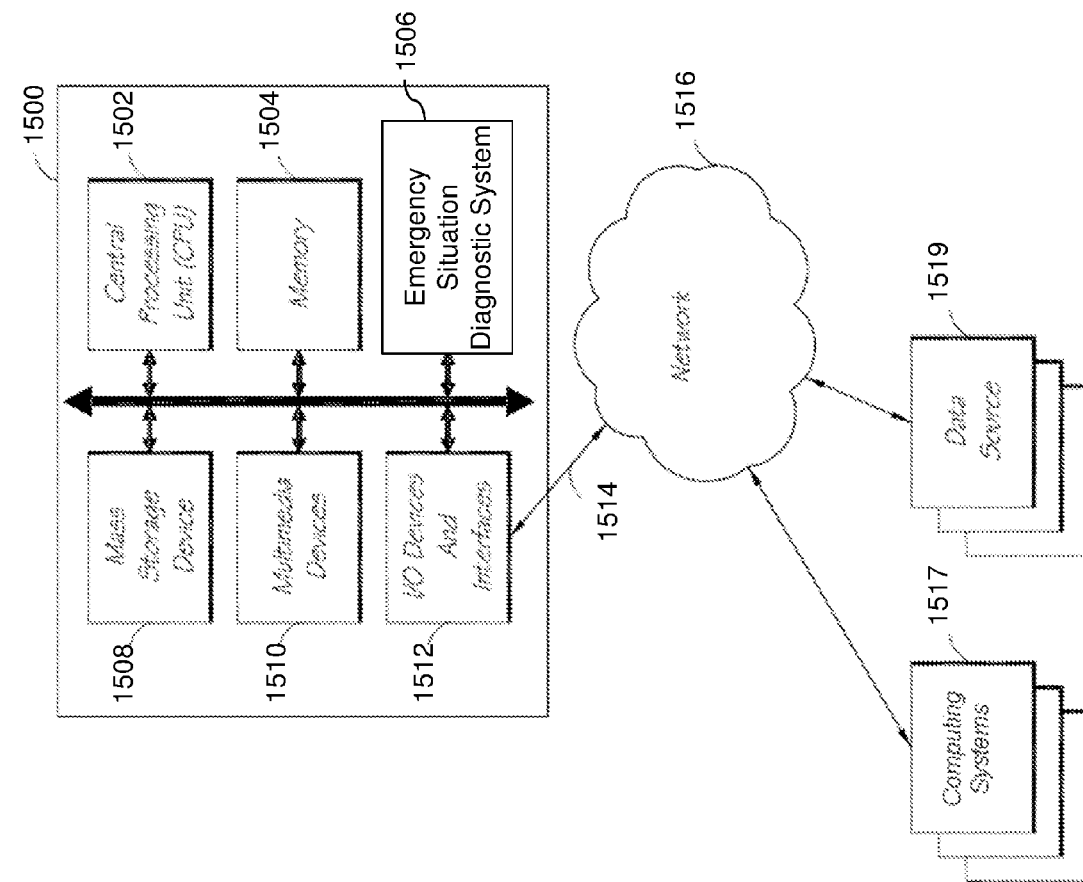 1500
1508
Mass
Storage
Device
Central
Processing
Unit (CPU)
1502
1510
Multimedia
Devices
Memory
1504
1512
I/O Devices
And
Interfaces
Emergency
Situation
Diagnostic System
1506
1514
Network
1516
Computing
Systems
1517
Data
Source
1519